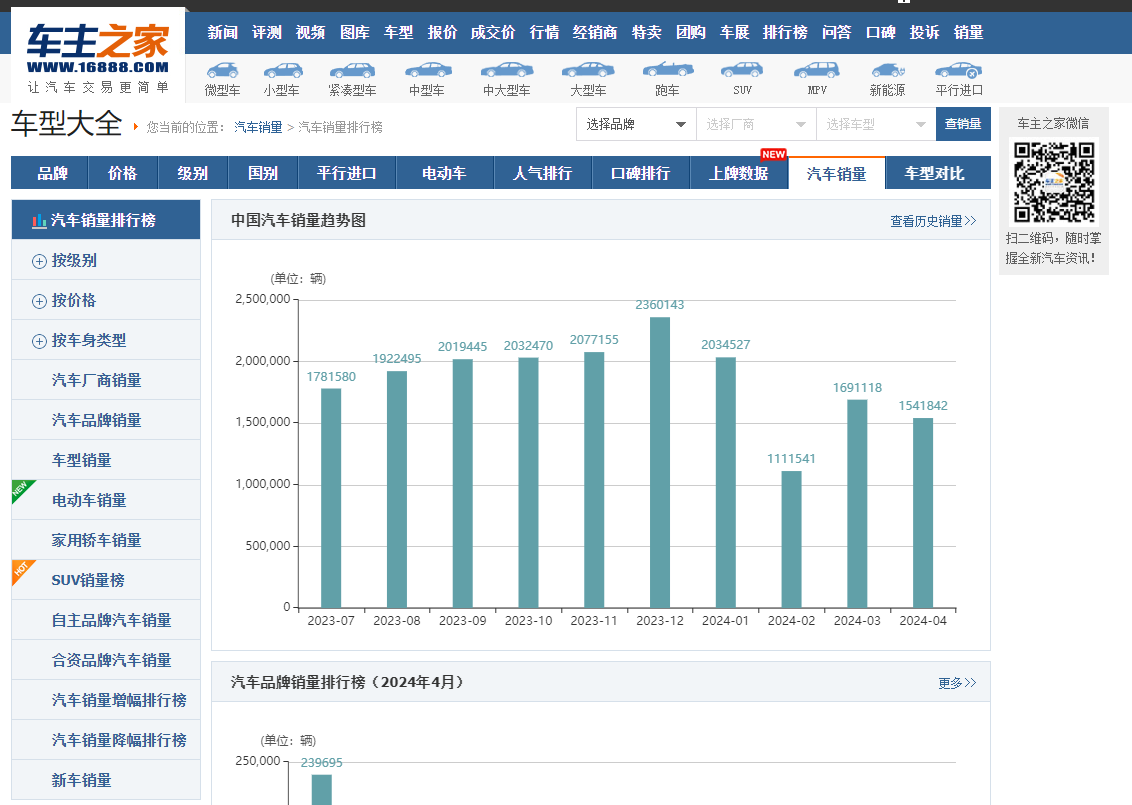 车主之家
WWW.16888.COM
让汽车交易更简单
新闻 评测 视频 图库 车型 报价 成交价 行情 经销商 特卖 团购 车展 排行榜 问答 口碑 投诉 销量
微型车 小型车 紧凑型车 中型车 中大型车 大型车 跑车 SUV MPV 新能源 平行进口
车型大全 您当前的位置： 汽车销量 > 汽车销量排行榜
选择品牌 选择厂商 选择车型 查销量
NEW
品牌 价格 级别 国别 平行进口 电动车 人气排行 口碑排行 上牌数据 汽车销量 车型对比
车主之家微信
扫二维码，随时掌
握全新汽车资讯！
汽车销量排行榜
按级别
按价格
按车身类型
汽车厂商销量
汽车品牌销量
车型销量
NEW
电动车销量
家用轿车销量
HOT
SUV销量榜
自主品牌汽车销量
合资品牌汽车销量
汽车销量增幅排行榜
汽车销量降幅排行榜
新车销量
中国汽车销量趋势图 查看历史销量>>
(单位：辆)
2,500,000
2,000,000
1,500,000
1,000,000
500,000
0
1781580 1922495 2019445 2032470 2077155 2360143 2034527 1111541 1691118 1541842
2023-07 2023-08 2023-09 2023-10 2023-11 2023-12 2024-01 2024-02 2024-03 2024-04
汽车品牌销量排行榜（2024年4月） 更多>>
(单位：辆)
250,000
239695